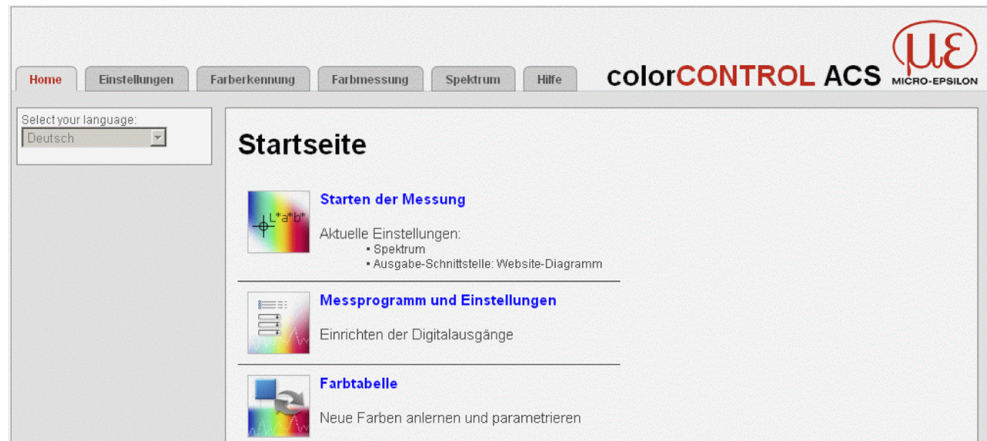 Home Einstellungen Farberkennung Farbmessung Spektrum Hilfe colorCONTROL ACS
με
MICRO-EPSILON
Select your language:
Deutsch
Startseite
L*a*b*
Starten der Messung
Aktuelle Einstellungen:
▪ Spektrum
▪ Ausgabe-Schnittstelle: Website-Diagramm
Messprogramm und Einstellungen
Einrichten der Digitalausgänge
Farbtabelle
Neue Farben anlernen und parametrieren